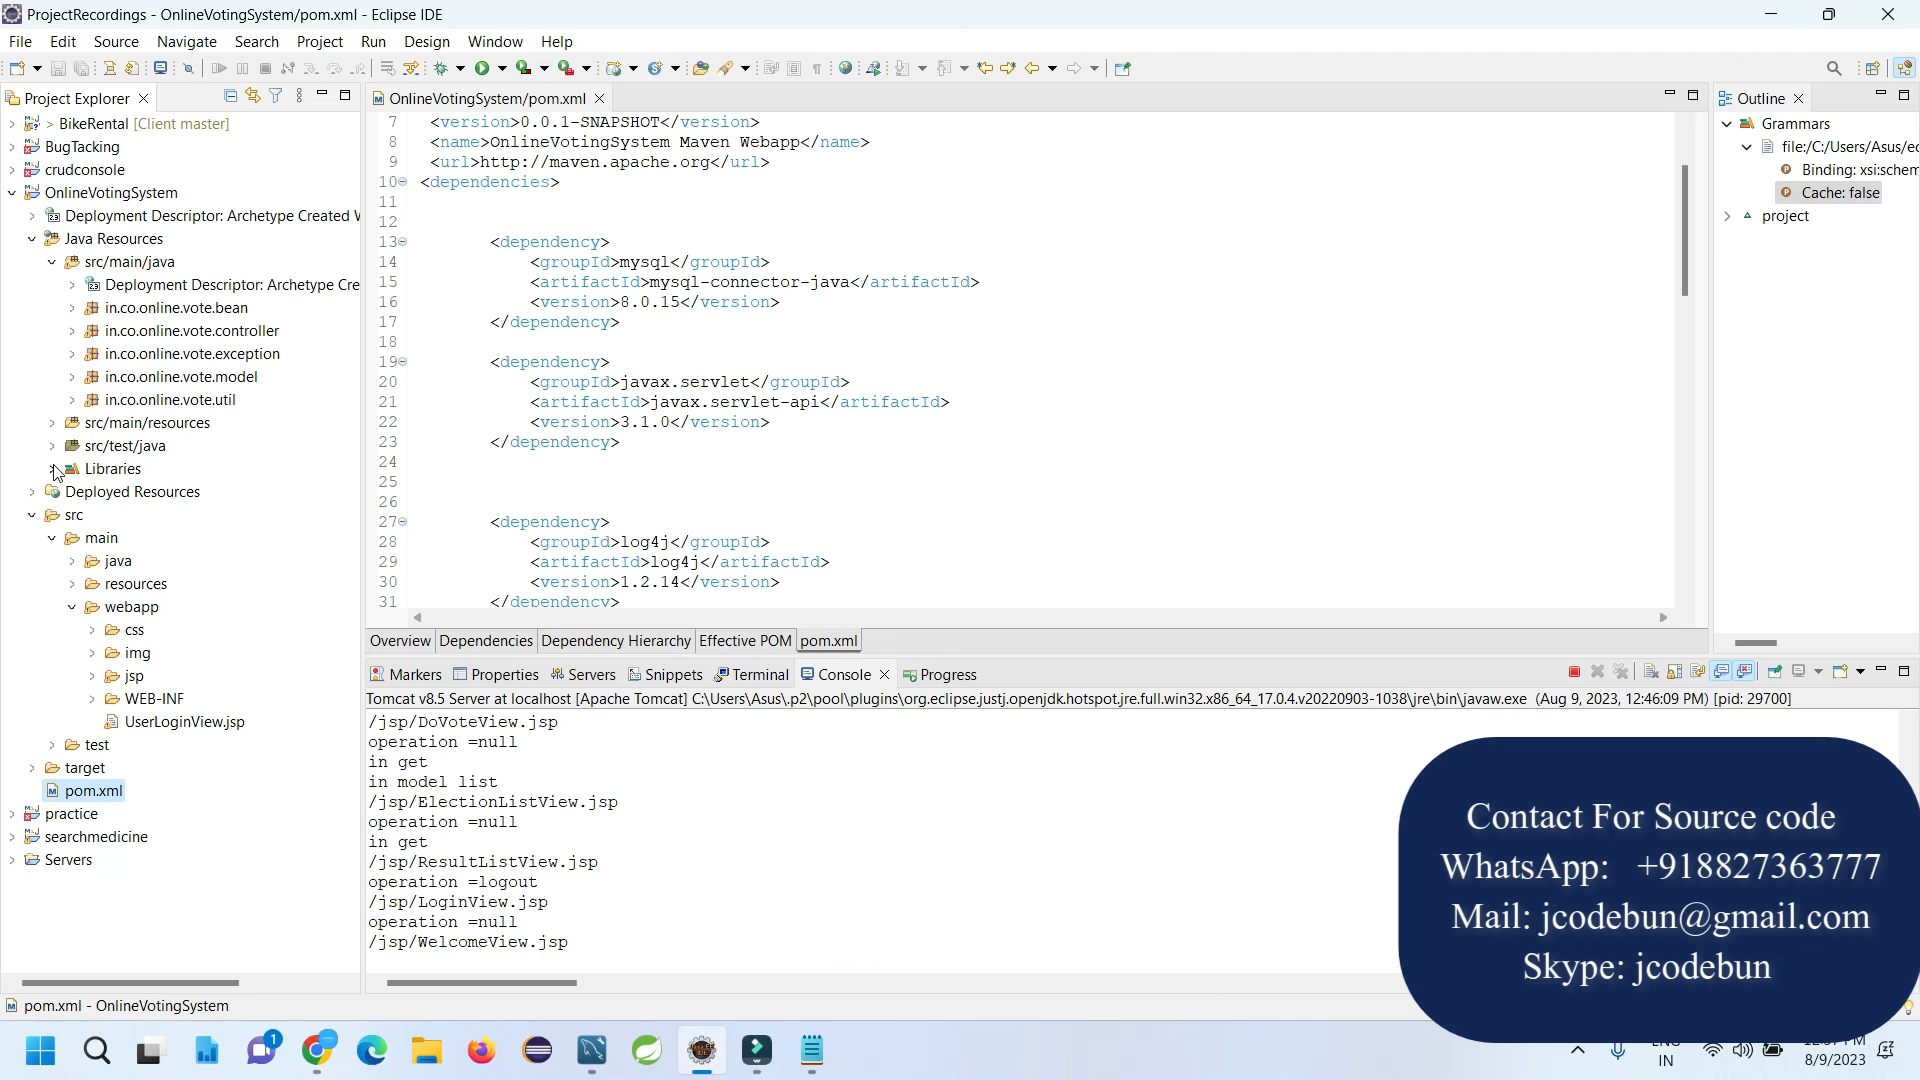 ProjectRecordings - OnlineVotingSystem/pom.xml - Eclipse IDE
File Edit Source Navigate Search Project Run Design Window Help
Project Explorer
> BikeRental [Client master]
BugTacking
crudconsole
OnlineVotingSystem
Deployment Descriptor: Archetype Created W
Java Resources
src/main/java
Deployment Descriptor: Archetype Cre
in.co.online.vote.bean
in.co.online.vote.controller
in.co.online.vote.exception
in.co.online.vote.model
in.co.online.vote.util
src/main/resources
src/test/java
Libraries
Deployed Resources
src
main
java
resources
webapp
css
img
jsp
WEB-INF
UserLoginView.jsp
test
target
pom.xml
practice
searchmedicine
Servers
OnlineVotingSystem/pom.xml
7 <version>0.0.1-SNAPSHOT</version>
8 <name>OnlineVotingSystem Maven Webapp</name>
9 <url>http://maven.apache.org</url>
10 <dependencies>
11
12
13 <dependency>
14 <groupId>mysql</groupId>
15 <artifactId>mysql-connector-java</artifactId>
16 <version>8.0.15</version>
17 </dependency>
18
19 <dependency>
20 <groupId>javax.servlet</groupId>
21 <artifactId>javax.servlet-api</artifactId>
22 <version>3.1.0</version>
23 </dependency>
24
25
26
27 <dependency>
28 <groupId>log4j</groupId>
29 <artifactId>log4j</artifactId>
30 <version>1.2.14</version>
31 </dependency>
Overview Dependencies Dependency Hierarchy Effective POM pom.xml
Outline
Grammars
file:/C:/Users/Asus/ec
Binding: xsi:schem
Cache: false
project
Markers Properties Servers Snippets Terminal Console Progress
Tomcat v8.5 Server at localhost [Apache Tomcat] C:\Users\Asus\.p2\pool\plugins\org.eclipse.justj.openjdk.hotspot.jre.full.win32.x86_64_17.0.4.v20220903-1038\jre\bin\javaw.exe (Aug 9, 2023, 12:46:09 PM) [pid: 29700]
/jsp/DoVoteView.jsp
operation =null
in get
in model list
/jsp/ElectionListView.jsp
operation =null
in get
/jsp/ResultListView.jsp
operation =logout
/jsp/LoginView.jsp
operation =null
/jsp/WelcomeView.jsp
Contact For Source code
WhatsApp: +918827363777
Mail: jcodebun@gmail.com
Skype: jcodebun
pom.xml - OnlineVotingSystem
1
IN
8/9/2023